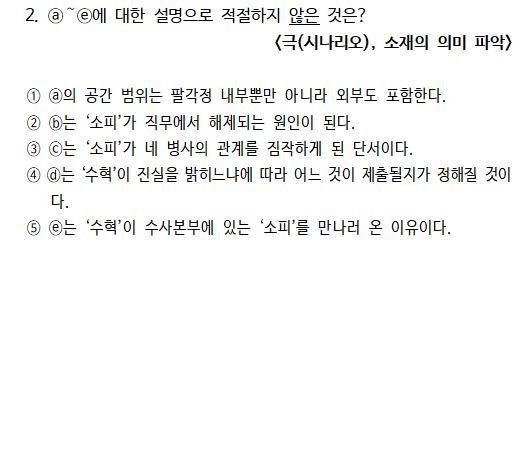 2. ⓐ~ⓔ에 대한 설명으로 적절하지 않은 것은?
<극(시나리오), 소재의 의미 파악>
① ⓐ의 공간 범위는 팔각정 내부뿐만 아니라 외부도 포함한다.
② ⓑ는 ‘소피’가 직무에서 해제되는 원인이 된다.
③ ⓒ는 ‘소피’가 네 병사의 관계를 짐작하게 된 단서이다.
④ ⓓ는 ‘수혁’이 진실을 밝히느냐에 따라 어느 것이 제출될지가 정해질 것이
다.
⑤ ⓔ는 ‘수혁’이 수사본부에 있는 ‘소피’를 만나러 온 이유이다.